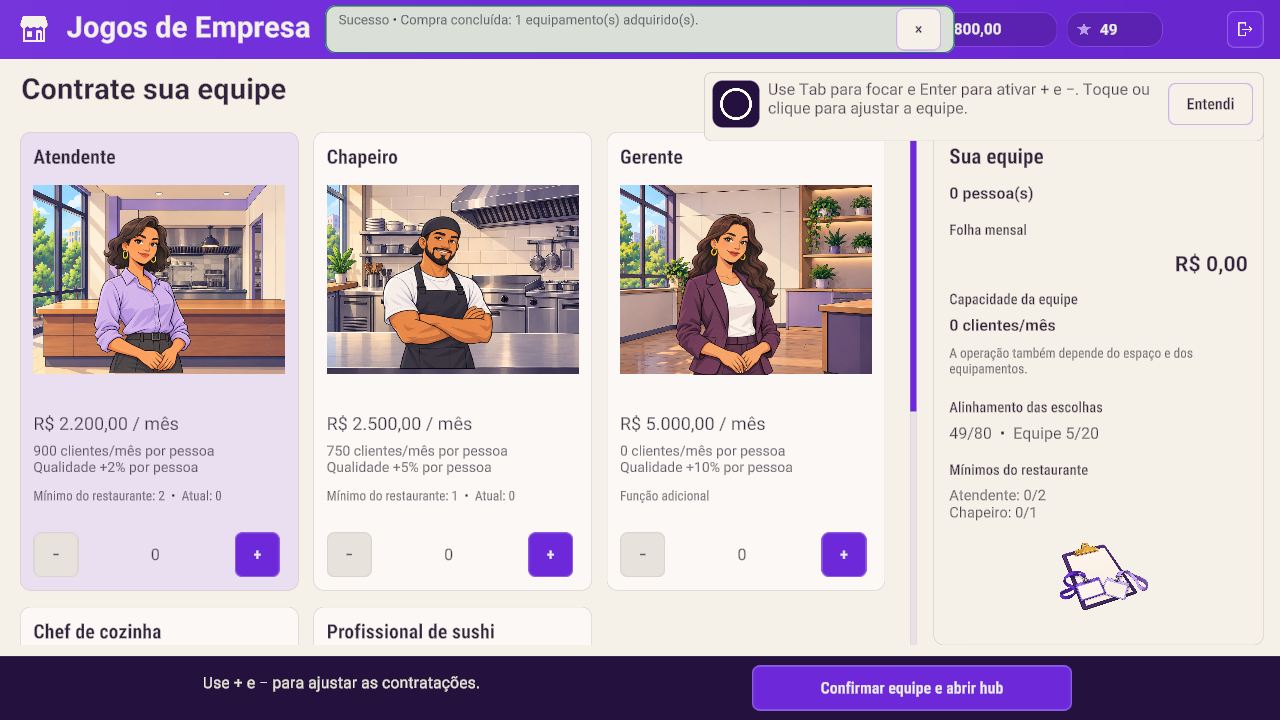 Jogos de Empresa
Sucesso • Compra concluída: 1 equipamento(s) adquirido(s).
×
800,00
49
Contrate sua equipe
Use Tab para focar e Enter para ativar + e −. Toque ou
clique para ajustar a equipe.
Entendi
Atendente
R$ 2.200,00 / mês
900 clientes/mês por pessoa
Qualidade +2% por pessoa
Mínimo do restaurante: 2 • Atual: 0
− 0 +
Chapeiro
R$ 2.500,00 / mês
750 clientes/mês por pessoa
Qualidade +5% por pessoa
Mínimo do restaurante: 1 • Atual: 0
− 0 +
Gerente
R$ 5.000,00 / mês
0 clientes/mês por pessoa
Qualidade +10% por pessoa
Função adicional
− 0 +
Chef de cozinha
Profissional de sushi
Sua equipe
0 pessoa(s)
Folha mensal
R$ 0,00
Capacidade da equipe
0 clientes/mês
A operação também depende do espaço e dos
equipamentos.
Alinhamento das escolhas
49/80 • Equipe 5/20
Mínimos do restaurante
Atendente: 0/2
Chapeiro: 0/1
Use + e − para ajustar as contratações.
Confirmar equipe e abrir hub